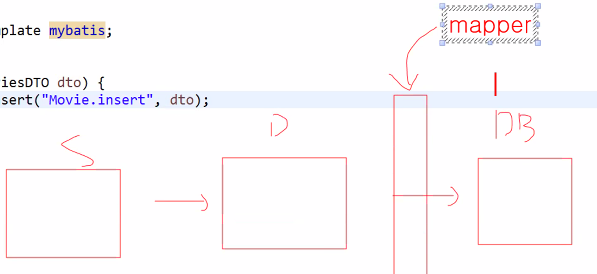 mapper
plate mybatis;
iesDTO dto) {
sert("Movie.insert", dto);
S
D
DB